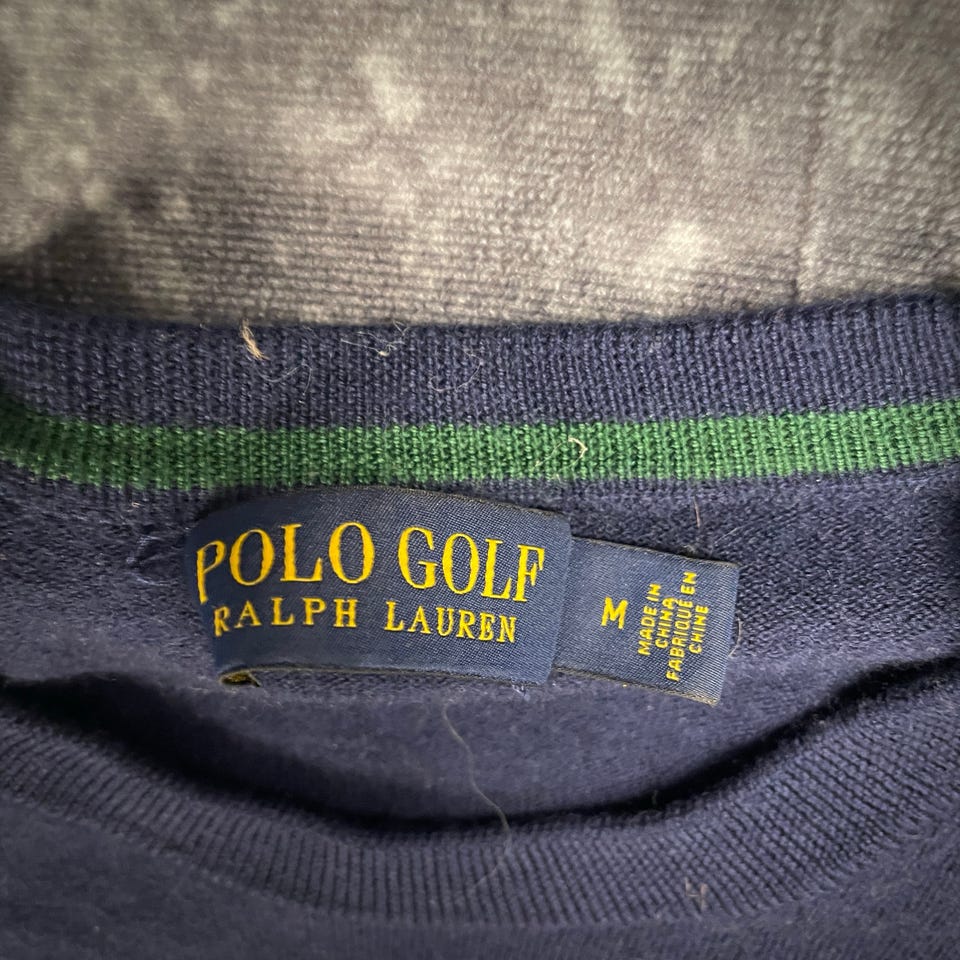 POLO GOLF
RALPH LAUREN
M
MADE IN
CHINA
FABRIQUÉ EN
CHINE